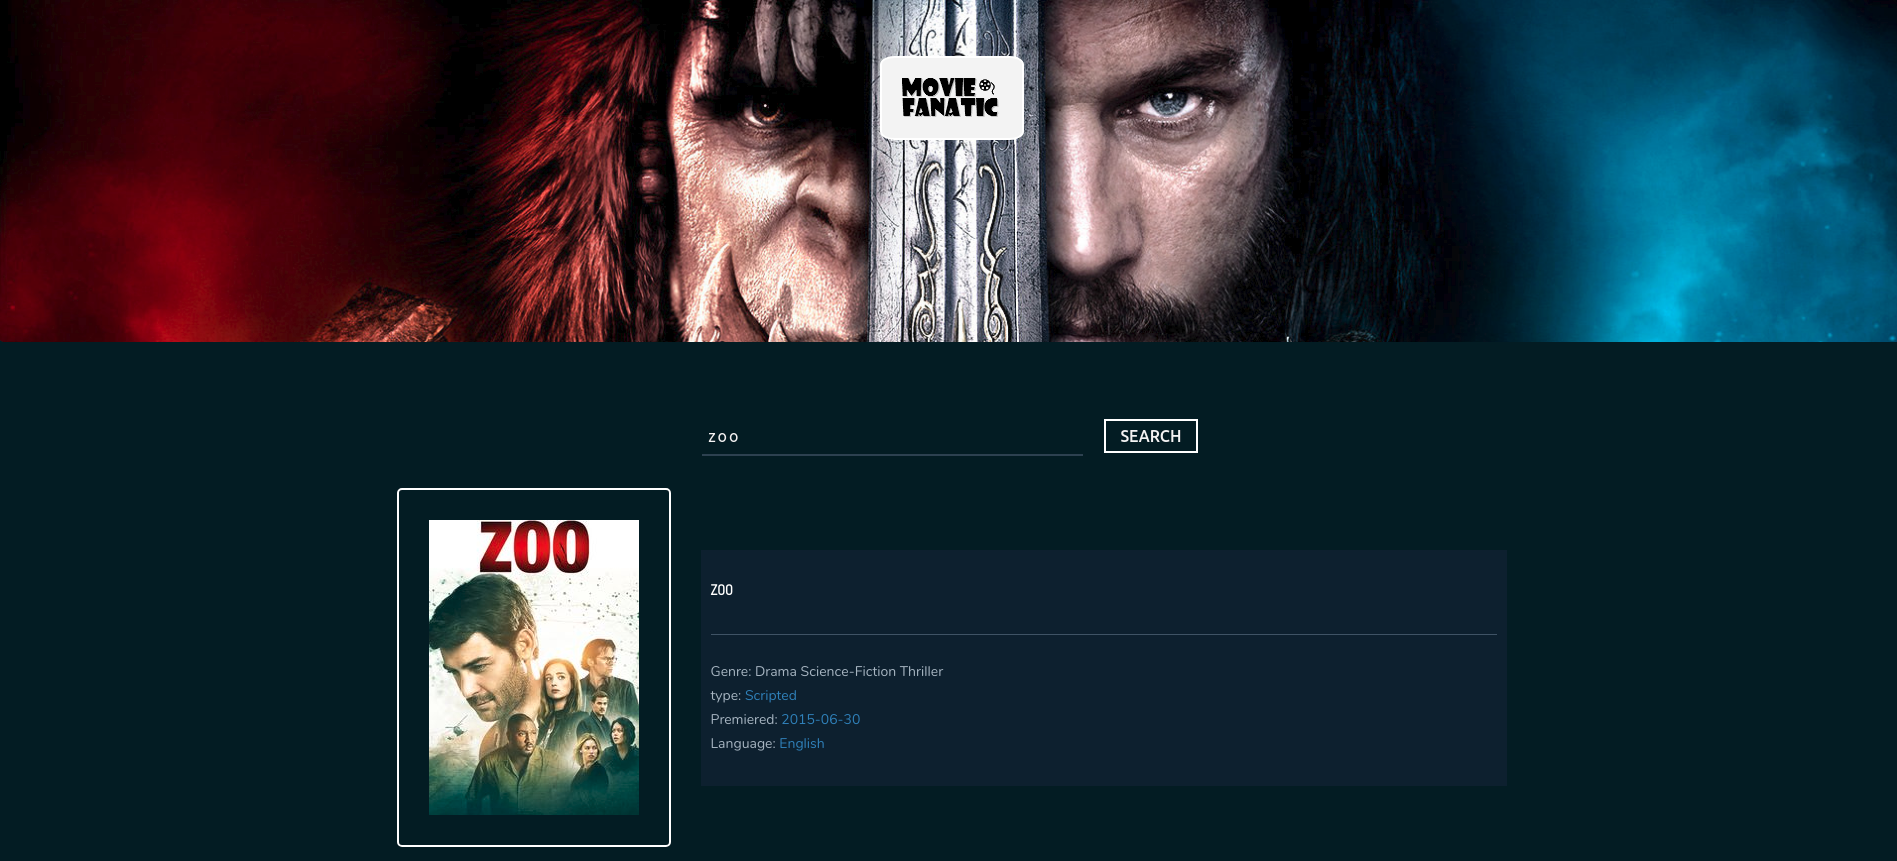 MOVIE
FANATIC
zoo
SEARCH
ZOO
ZOO
Genre: Drama Science-Fiction Thriller
type: Scripted
Premiered: 2015-06-30
Language: English